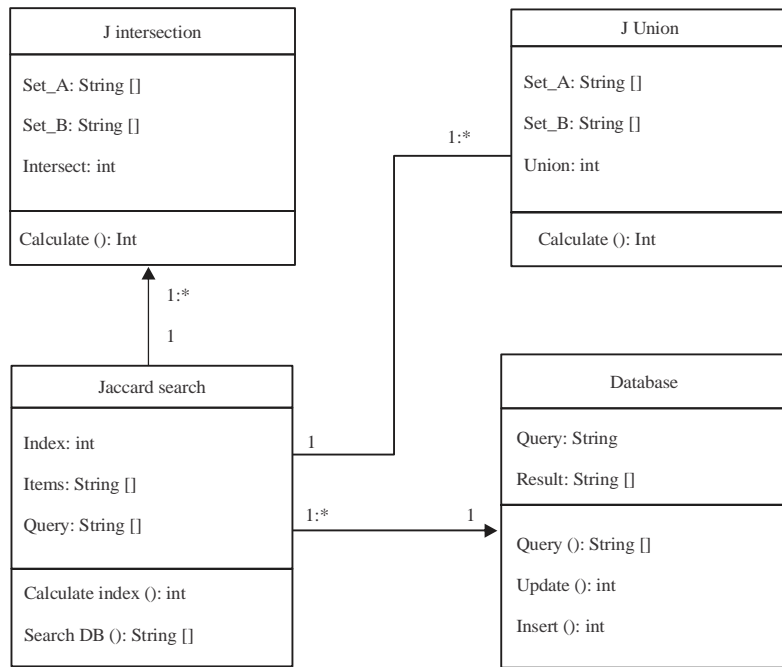 J intersection
Set_A: String []
Set_B: String []
Intersect: int
Calculate (): Int
J Union
Set_A: String []
Set_B: String []
Union: int
Calculate (): Int
1:*
1:*
1
Jaccard search
Index: int
Items: String []
Query: String []
Calculate index (): int
Search DB (): String []
1
1:*
1
Database
Query: String
Result: String []
Query (): String []
Update (): int
Insert (): int